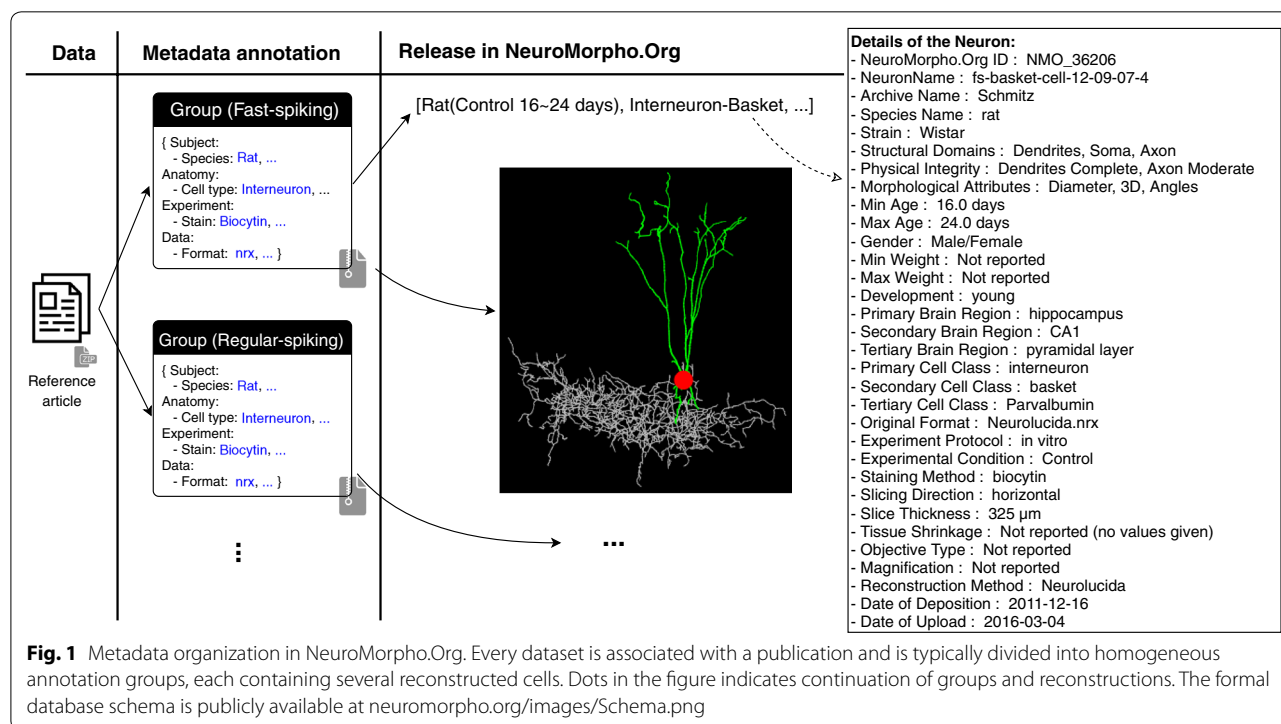 Data
Metadata annotation
Release in NeuroMorpho.Org
Group (Fast-spiking)
{ Subject:
- Species: Rat, ...
Anatomy:
- Cell type: Interneuron, ...
Experiment:
- Stain: Biocytin, ...
Data:
- Format: nrx, ... }
[Rat(Control 16~24 days), Interneuron-Basket, ...]
ZIP
Reference
article
Group (Regular-spiking)
{ Subject:
- Species: Rat, ...
Anatomy:
- Cell type: Interneuron, ...
Experiment:
- Stain: Biocytin, ...
Data:
- Format: nrx, ... }
...
...
Details of the Neuron:
- NeuroMorpho.Org ID : NMO_36206
- NeuronName : fs-basket-cell-12-09-07-4
- Archive Name : Schmitz
- Species Name : rat
- Strain : Wistar
- Structural Domains : Dendrites, Soma, Axon
- Physical Integrity : Dendrites Complete, Axon Moderate
- Morphological Attributes : Diameter, 3D, Angles
- Min Age : 16.0 days
- Max Age : 24.0 days
- Gender : Male/Female
- Min Weight : Not reported
- Max Weight : Not reported
- Development : young
- Primary Brain Region : hippocampus
- Secondary Brain Region : CA1
- Tertiary Brain Region : pyramidal layer
- Primary Cell Class : interneuron
- Secondary Cell Class : basket
- Tertiary Cell Class : Parvalbumin
- Original Format : Neurolucida.nrx
- Experiment Protocol : in vitro
- Experimental Condition : Control
- Staining Method : biocytin
- Slicing Direction : horizontal
- Slice Thickness : 325 µm
- Tissue Shrinkage : Not reported (no values given)
- Objective Type : Not reported
- Magnification : Not reported
- Reconstruction Method : Neurolucida
- Date of Deposition : 2011-12-16
- Date of Upload : 2016-03-04
Fig. 1 Metadata organization in NeuroMorpho.Org. Every dataset is associated with a publication and is typically divided into homogeneous
annotation groups, each containing several reconstructed cells. Dots in the figure indicates continuation of groups and reconstructions. The formal
database schema is publicly available at neuromorpho.org/images/Schema.png